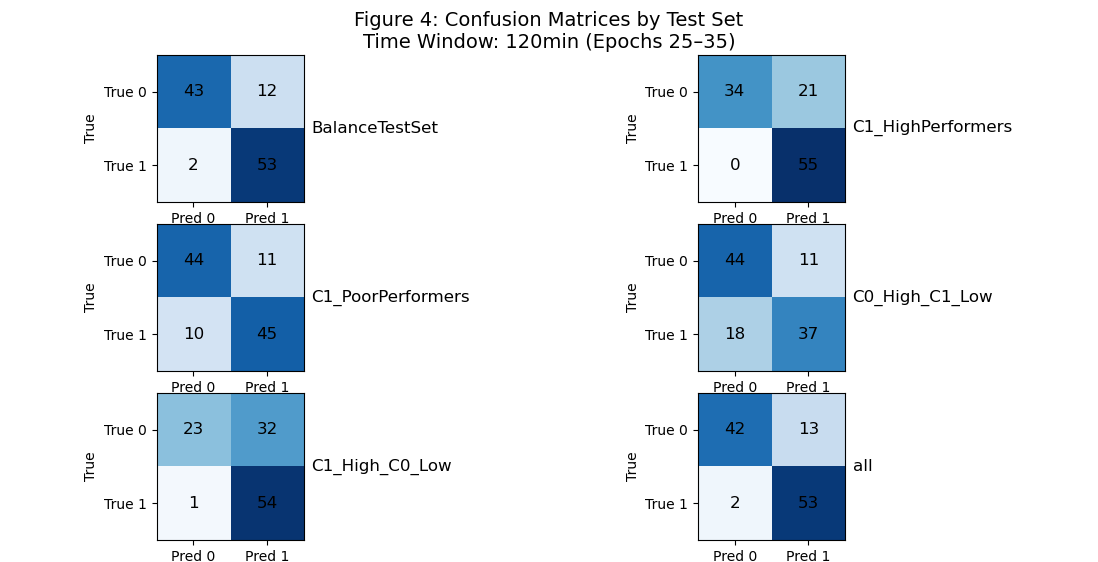 Figure 4: Confusion Matrices by Test Set
Time Window: 120min (Epochs 25–35)
True
True 0
True 1
43 12
2 53
Pred 0 Pred 1
BalanceTestSet
True
True 0
True 1
34 21
0 55
Pred 0 Pred 1
C1_HighPerformers
True
True 0
True 1
44 11
10 45
Pred 0 Pred 1
C1_PoorPerformers
True
True 0
True 1
44 11
18 37
Pred 0 Pred 1
C0_High_C1_Low
True
True 0
True 1
23 32
1 54
Pred 0 Pred 1
C1_High_C0_Low
True
True 0
True 1
42 13
2 53
Pred 0 Pred 1
all